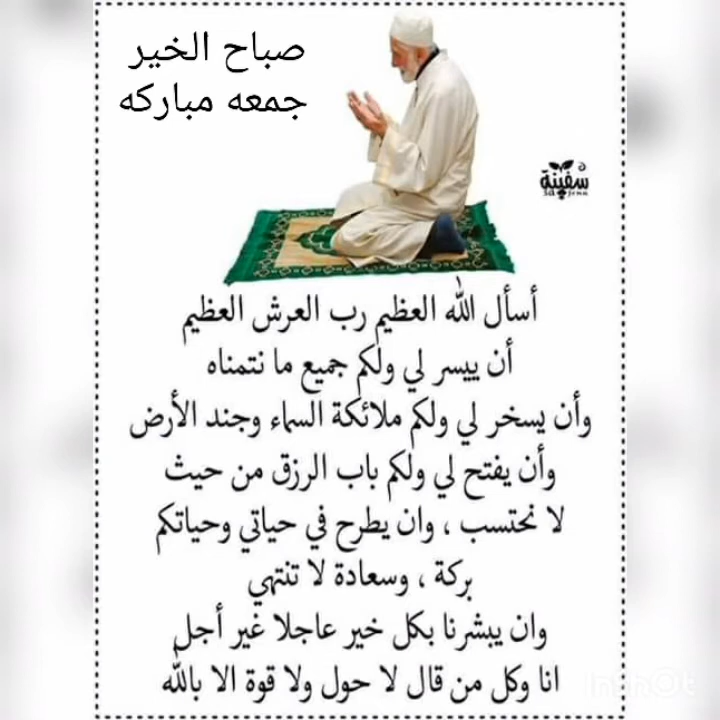 صباح الخير
جمعه مباركه
سفينة
أسأل الله العظيم رب العرش العظيم
أن ييسر لي ولكم جميع ما نتمناه
وأن يسخر لي ولكم ملائكة السماء وجند الأرض
وأن يفتح لي ولكم باب الرزق من حيث
لا نحتسب ، وان يطرح في حياتي وحياتكم
بركة ، وسعادة لا تنتهي
وان يبشرنا بكل خير عاجلا غير أجل
انا وكل من قال لا حول ولا قوة الا بالله
InshOt